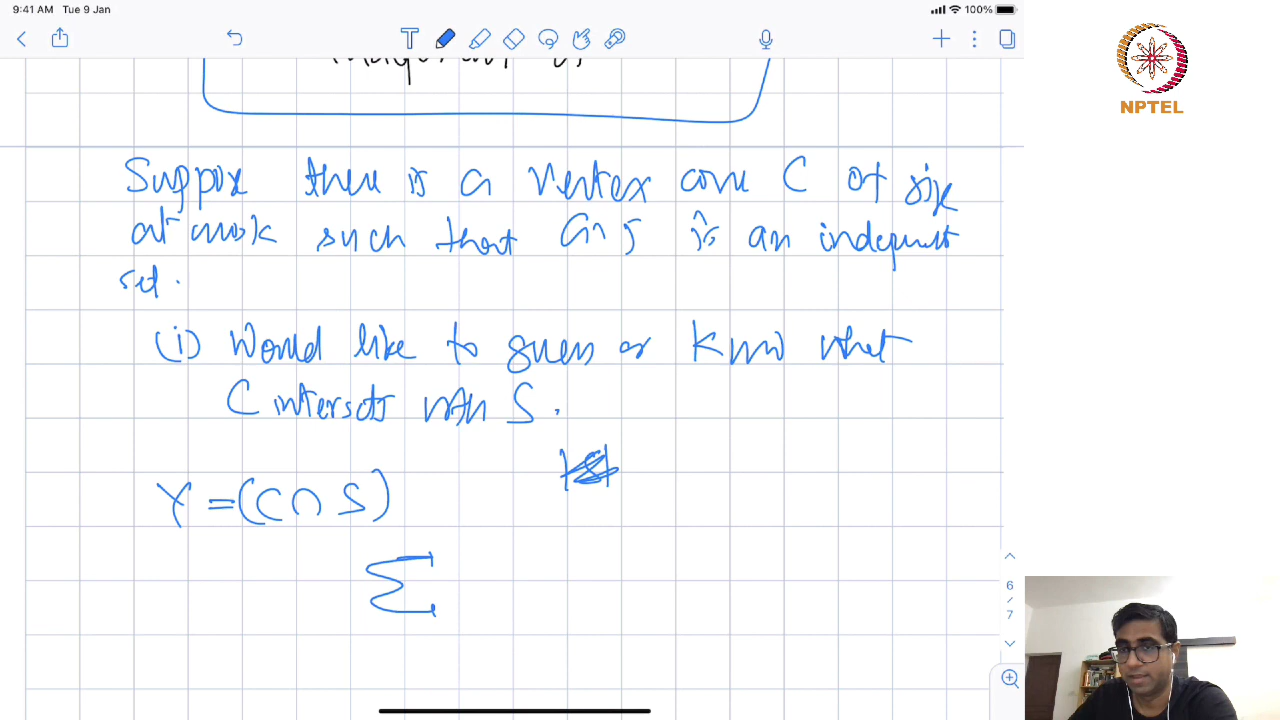 9:41 AM Tue 9 Jan
100%
NPTEL
Suppose there is a vertex cover C of size
at most such that G is an independent
set.
(i) Would like to guess or know what
C intersects with S.
Y = (C ∩ S)
Σ
6
/
7